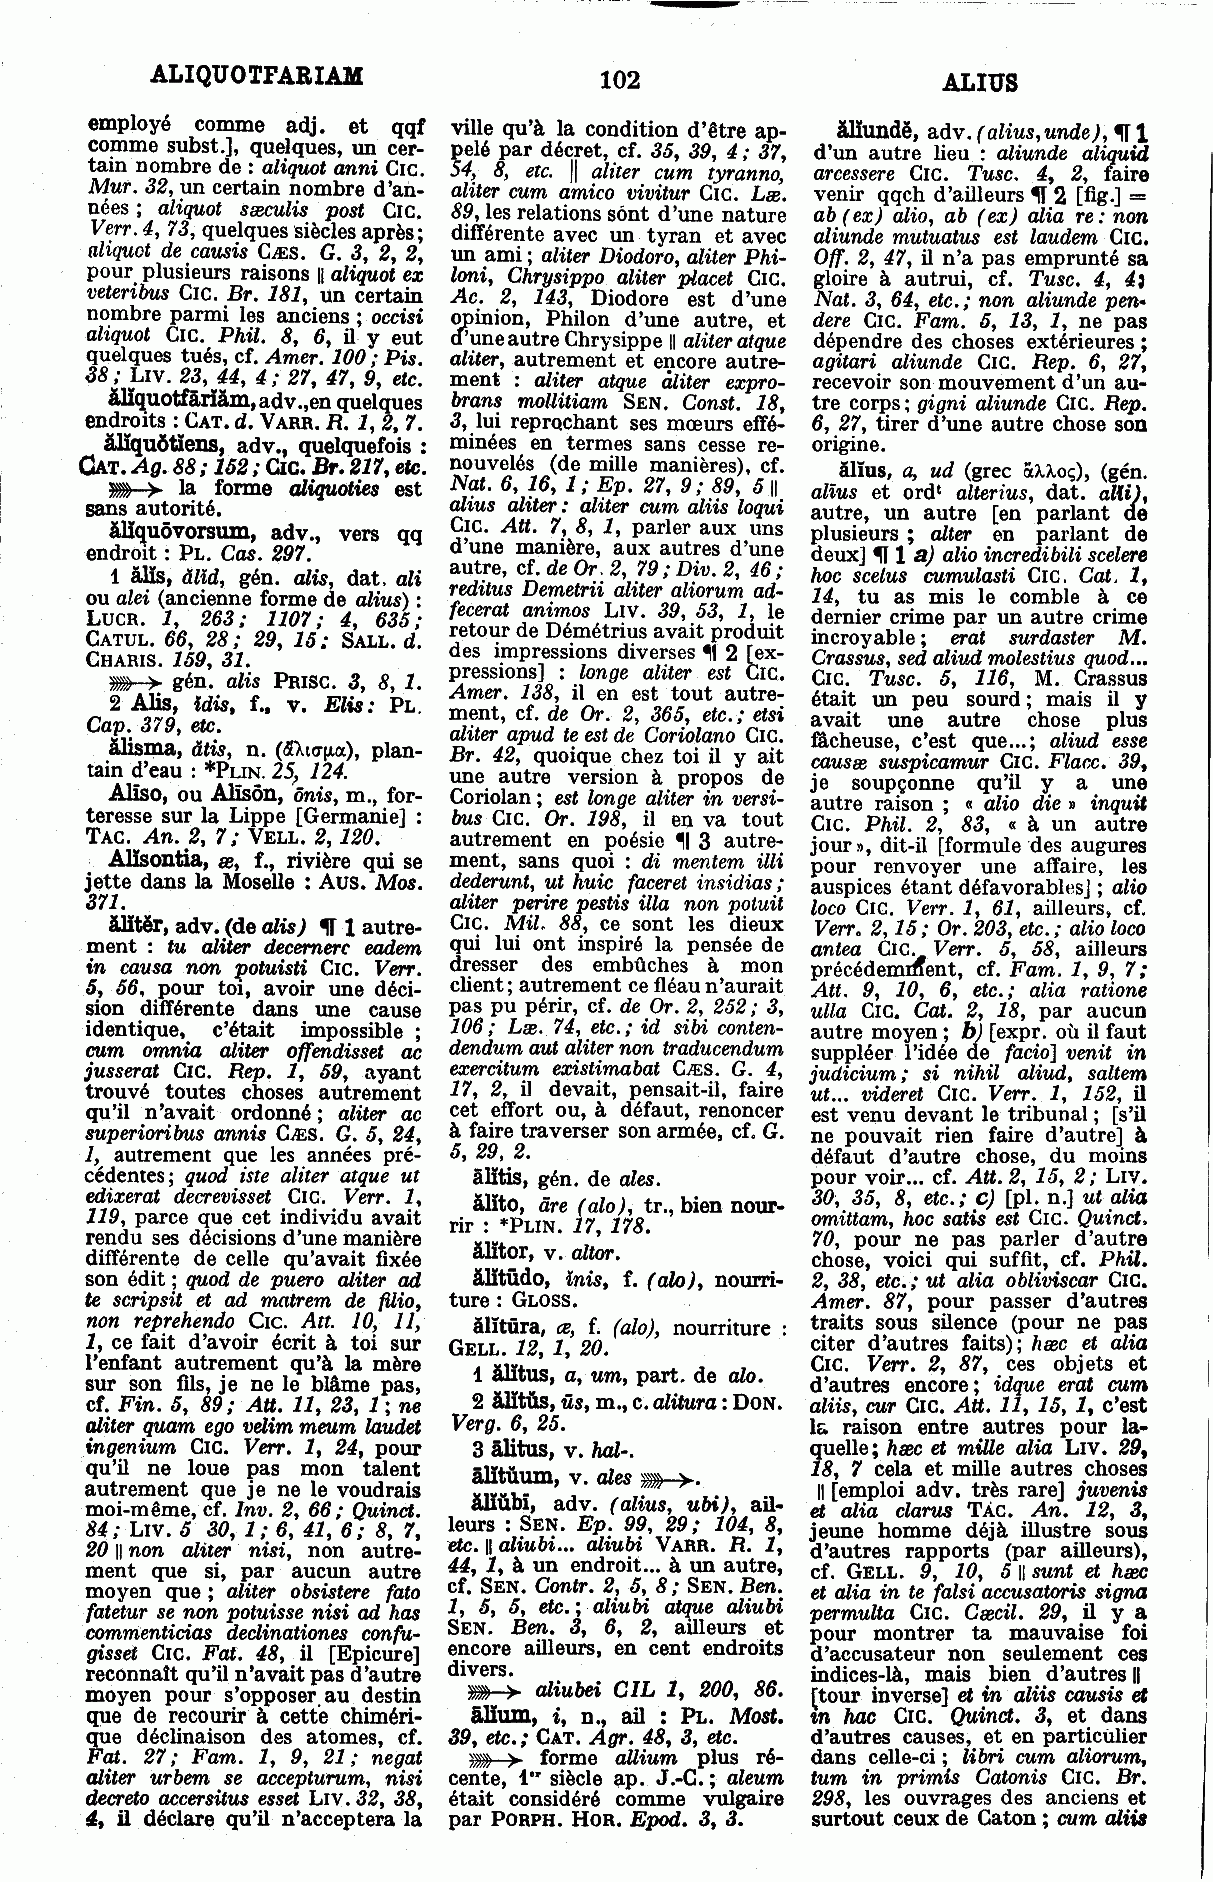 ALIQUOTFARIAM
102
ALIUS
employé comme adj. et qqf
comme subst.], quelques, un cer-
tain nombre de : aliquot anni CIC.
Mur. 32, un certain nombre d'an-
nées ; aliquot sæculis post CIC.
Verr. 4, 73, quelques siècles après;
aliquot de causis CÆS. G. 3, 2, 2,
pour plusieurs raisons || aliquot ex
veteribus CIC. Br. 181, un certain
nombre parmi les anciens ; occisi
aliquot CIC. Phil. 8, 6, il y eut
quelques tués, cf. Amer. 100 ; Pis.
38 ; LIV. 23, 44, 4 ; 27, 47, 9, etc.
ălĭquotfārĭăm, adv., en quelques
endroits : CAT. d. VARR. R. 1, 2, 7.
ălĭquŏtĭens, adv., quelquefois :
CAT. Ag. 88 ; 152 ; CIC. Br. 217, etc.
⟫→ la forme aliquoties est
sans autorité.
ălĭquōvorsum, adv., vers qq
endroit : PL. Cas. 297.
1 ălĭs, ălĭd, gén. alis, dat. ali
ou alei (ancienne forme de alius) :
LUCR. 1, 263 ; 1107 ; 4, 635 ;
CATUL. 66, 28 ; 29, 15 ; SALL. d.
CHARIS. 159, 31.
⟫→ gén. alis PRISC. 3, 8, 1.
2 Alis, ĭdis, f., v. Elis : PL.
Cap. 379, etc.
ălisma, ătis, n. (ἄλισμα), plan-
tain d'eau : *PLIN. 25, 124.
Alĭso, ou Alĭsōn, ōnis, m., for-
teresse sur la Lippe [Germanie] :
TAC. An. 2, 7 ; VELL. 2, 120.
Alĭsontia, æ, f., rivière qui se
jette dans la Moselle : AUS. Mos.
371.
ălĭtĕr, adv. (de alis) ¶ 1 autre-
ment : tu aliter decernere eadem
in causa non potuisti CIC. Verr.
5, 56, pour toi, avoir une déci-
sion différente dans une cause
identique, c'était impossible ;
cum omnia aliter offendisset ac
jusserat CIC. Rep. 1, 59, ayant
trouvé toutes choses autrement
qu'il n'avait ordonné ; aliter ac
superioribus annis CÆS. G. 5, 24,
1, autrement que les années pré-
cédentes ; quod iste aliter atque ut
edixerat decrevisset CIC. Verr. 1,
119, parce que cet individu avait
rendu ses décisions d'une manière
différente de celle qu'avait fixée
son édit ; quod de puero aliter ad
te scripsit et ad matrem de filio,
non reprehendo CIC. Att. 10, 11,
1, ce fait d'avoir écrit à toi sur
l'enfant autrement qu'à la mère
sur son fils, je ne le blâme pas,
cf. Fin. 5, 89 ; Att. 11, 23, 1 ; ne
aliter quam ego velim meum laudet
ingenium CIC. Verr. 1, 24, pour
qu'il ne loue pas mon talent
autrement que je ne le voudrais
moi-même, cf. Inv. 2, 66 ; Quinct.
84 ; LIV. 5 30, 1 ; 6, 41, 6 ; 8, 7,
20 || non aliter nisi, non autre-
ment que si, par aucun autre
moyen que ; aliter obsistere fato
fatetur se non potuisse nisi ad has
commenticias declinationes confu-
gisset CIC. Fat. 48, il [Epicure]
reconnaît qu'il n'avait pas d'autre
moyen pour s'opposer au destin
que de recourir à cette chiméri-
que déclinaison des atomes, cf.
Fat. 27 ; Fam. 1, 9, 21 ; negat
aliter urbem se accepturum, nisi
decreto accersitus esset LIV. 32, 38,
4, il déclare qu'il n'acceptera la
ville qu'à la condition d'être ap-
pelé par décret, cf. 35, 39, 4 ; 37,
54, 8, etc. || aliter cum tyranno,
aliter cum amico vivitur CIC. Læ.
89, les relations sont d'une nature
différente avec un tyran et avec
un ami ; aliter Diodoro, aliter Phi-
loni, Chrysippo aliter placet CIC.
Ac. 2, 143, Diodore est d'une
opinion, Philon d'une autre, et
d'une autre Chrysippe || aliter atque
aliter, autrement et encore autre-
ment : aliter atque aliter expro-
brans mollitiam SEN. Const. 18,
3, lui reprochant ses mœurs effé-
minées en termes sans cesse re-
nouvelés (de mille manières), cf.
Nat. 6, 16, 1 ; Ep. 27, 9 ; 89, 5 ||
alius aliter : aliter cum aliis loqui
CIC. Att. 7, 8, 1, parler aux uns
d'une manière, aux autres d'une
autre, cf. de Or. 2, 79 ; Div. 2, 46 ;
reditus Demetrii aliter aliorum ad-
fecerat animos LIV. 39, 53, 1, le
retour de Démétrius avait produit
des impressions diverses ¶ 2 [ex-
pressions] : longe aliter est CIC.
Amer. 138, il en est tout autre-
ment, cf. de Or. 2, 365, etc. ; etsi
aliter apud te est de Coriolano CIC.
Br. 42, quoique chez toi il y ait
une autre version à propos de
Coriolan ; est longe aliter in versi-
bus CIC. Or. 198, il en va tout
autrement en poésie ¶ 3 autre-
ment, sans quoi : di mentem illi
dederunt, ut huic faceret insidias ;
aliter perire pestis illa non potuit
CIC. Mil. 88, ce sont les dieux
qui lui ont inspiré la pensée de
dresser des embûches à mon
client ; autrement ce fléau n'aurait
pas pu périr, cf. de Or. 2, 252 ; 3,
106 ; Læ. 74, etc. ; id sibi conten-
dendum aut aliter non traducendum
exercitum existimabat CÆS. G. 4,
17, 2, il devait, pensait-il, faire
cet effort ou, à défaut, renoncer
à faire traverser son armée, cf. G.
5, 29, 2.
ālĭtis, gén. de ales.
ălĭto, āre (alo), tr., bien nour-
rir : *PLIN. 17, 178.
ălĭtor, v. altor.
ălĭtūdo, ĭnis, f. (alo), nourri-
ture : GLOSS.
ălĭtūra, æ, f. (alo), nourriture :
GELL. 12, 1, 20.
1 ălĭtus, a, um, part. de alo.
2 ălĭtŭs, ūs, m., c. alitura : DON.
Verg. 6, 25.
3 ālitus, v. hal-.
ālĭtŭum, v. ales ⟫→.
ălĭŭbī, adv. (alius, ubi), ail-
leurs : SEN. Ep. 99, 29 ; 104, 8,
etc. || aliubi... aliubi VARR. R. 1,
44, 1, à un endroit... à un autre,
cf. SEN. Contr. 2, 5, 8 ; SEN. Ben.
1, 5, 5, etc. ; aliubi atque aliubi
SEN. Ben. 3, 6, 2, ailleurs et
encore ailleurs, en cent endroits
divers.
⟫→ aliubei CIL 1, 200, 86.
ālĭum, i, n., ail : PL. Most.
39, etc. ; CAT. Agr. 48, 3, etc.
⟫→ forme allium plus ré-
cente, 1er siècle ap. J.-C. ; aleum
était considéré comme vulgaire
par PORPH. HOR. Epod. 3, 3.
ălĭundĕ, adv. (alius, unde), ¶ 1
d'un autre lieu : aliunde aliquid
arcessere CIC. Tusc. 4, 2, faire
venir qqch d'ailleurs ¶ 2 [fig.] =
ab (ex) alio, ab (ex) alia re : non
aliunde mutuatus est laudem CIC.
Off. 2, 47, il n'a pas emprunté sa
gloire à autrui, cf. Tusc. 4, 4 ;
Nat. 3, 64, etc. ; non aliunde pen-
dere CIC. Fam. 5, 13, 1, ne pas
dépendre des choses extérieures ;
agitari aliunde CIC. Rep. 6, 27,
recevoir son mouvement d'un au-
tre corps ; gigni aliunde CIC. Rep.
6, 27, tirer d'une autre chose son
origine.
ălĭus, a, ud (grec ἄλλος), (gén.
alīus et ordt alterius, dat. alii),
autre, un autre [en parlant de
plusieurs ; alter en parlant de
deux] ¶ 1 a) alio incredibili scelere
hoc scelus cumulasti CIC. Cat. 1,
14, tu as mis le comble à ce
dernier crime par un autre crime
incroyable ; erat surdaster M.
Crassus, sed aliud molestius quod...
CIC. Tusc. 5, 116, M. Crassus
était un peu sourd ; mais il y
avait une autre chose plus
fâcheuse, c'est que... ; aliud esse
causæ suspicamur CIC. Flacc. 39,
je soupçonne qu'il y a une
autre raison ; « alio die » inquit
CIC. Phil. 2, 83, « à un autre
jour », dit-il [formule des augures
pour renvoyer une affaire, les
auspices étant défavorables] ; alio
loco CIC. Verr. 1, 61, ailleurs, cf.
Verr. 2, 15 ; Or. 203, etc. ; alio loco
antea CIC. Verr. 5, 58, ailleurs
précédemment, cf. Fam. 1, 9, 7 ;
Att. 9, 10, 6, etc. ; alia ratione
ulla CIC. Cat. 2, 18, par aucun
autre moyen ; b) [expr. où il faut
suppléer l'idée de facio] venit in
judicium ; si nihil aliud, saltem
ut... videret CIC. Verr. 1, 152, il
est venu devant le tribunal ; [s'il
ne pouvait rien faire d'autre] à
défaut d'autre chose, du moins
pour voir... cf. Att. 2, 15, 2 ; LIV.
30, 35, 8, etc. ; c) [pl. n.] ut alia
omittam, hoc satis est CIC. Quinct.
70, pour ne pas parler d'autre
chose, voici qui suffit, cf. Phil.
2, 38, etc. ; ut alia obliviscar CIC.
Amer. 87, pour passer d'autres
traits sous silence (pour ne pas
citer d'autres faits) ; hæc et alia
CIC. Verr. 2, 87, ces objets et
d'autres encore ; idque erat cum
aliis, cur CIC. Att. 11, 15, 1, c'est
la raison entre autres pour la-
quelle ; hæc et mille alia LIV. 29,
18, 7 cela et mille autres choses
|| [emploi adv. très rare] juvenis
et alia clarus TAC. An. 12, 3,
jeune homme déjà illustre sous
d'autres rapports (par ailleurs),
cf. GELL. 9, 10, 5 || sunt et hæc
et alia in te falsi accusatoris signa
permulta CIC. Cæcil. 29, il y a
pour montrer ta mauvaise foi
d'accusateur non seulement ces
indices-là, mais bien d'autres ||
[tour inverse] et in aliis causis et
in hac CIC. Quinct. 3, et dans
d'autres causes, et en particulier
dans celle-ci ; libri cum aliorum,
tum in primis Catonis CIC. Br.
298, les ouvrages des anciens et
surtout ceux de Caton ; cum aliis